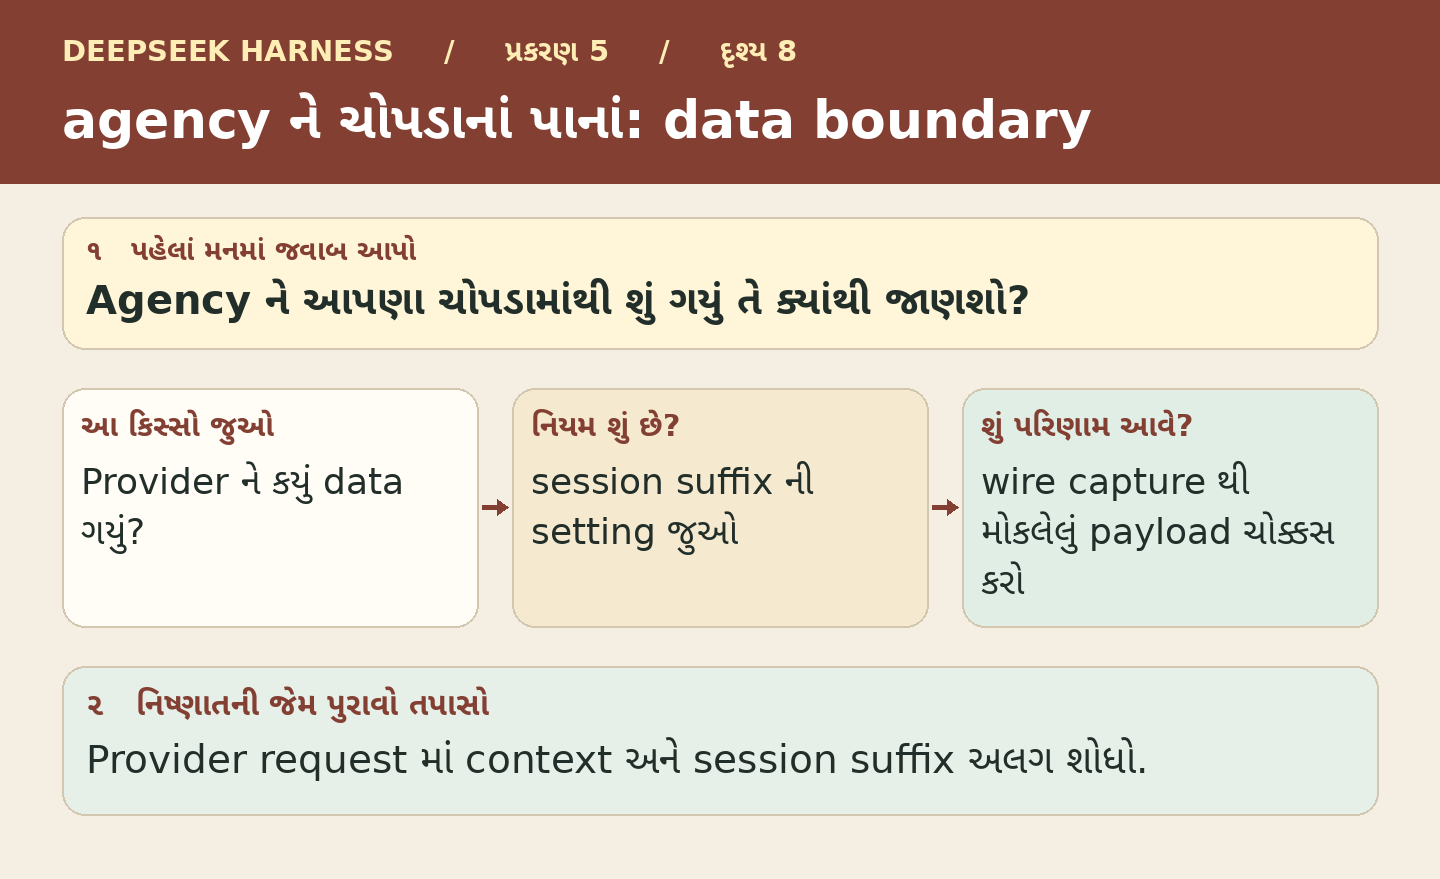 DEEPSEEK HARNESS / પ્રકરણ 5 / દૃશ્ય 8
agency ને ચોપડાનાં પાનાં: data boundary
૧ પહેલાં મનમાં જવાબ આપો
Agency ને આપણા ચોપડામાંથી શું ગયું તે ક્યાંથી જાણશો?
આ કિસ્સો જુઓ
Provider ને કયું data
ગયું?
નિયમ શું છે?
session suffix ની
setting જુઓ
શું પરિણામ આવે?
wire capture થી
મોકલેલું payload ચોક્કસ
કરો
૨ નિષ્ણાતની જેમ પુરાવો તપાસો
Provider request માં context અને session suffix અલગ શોધો.